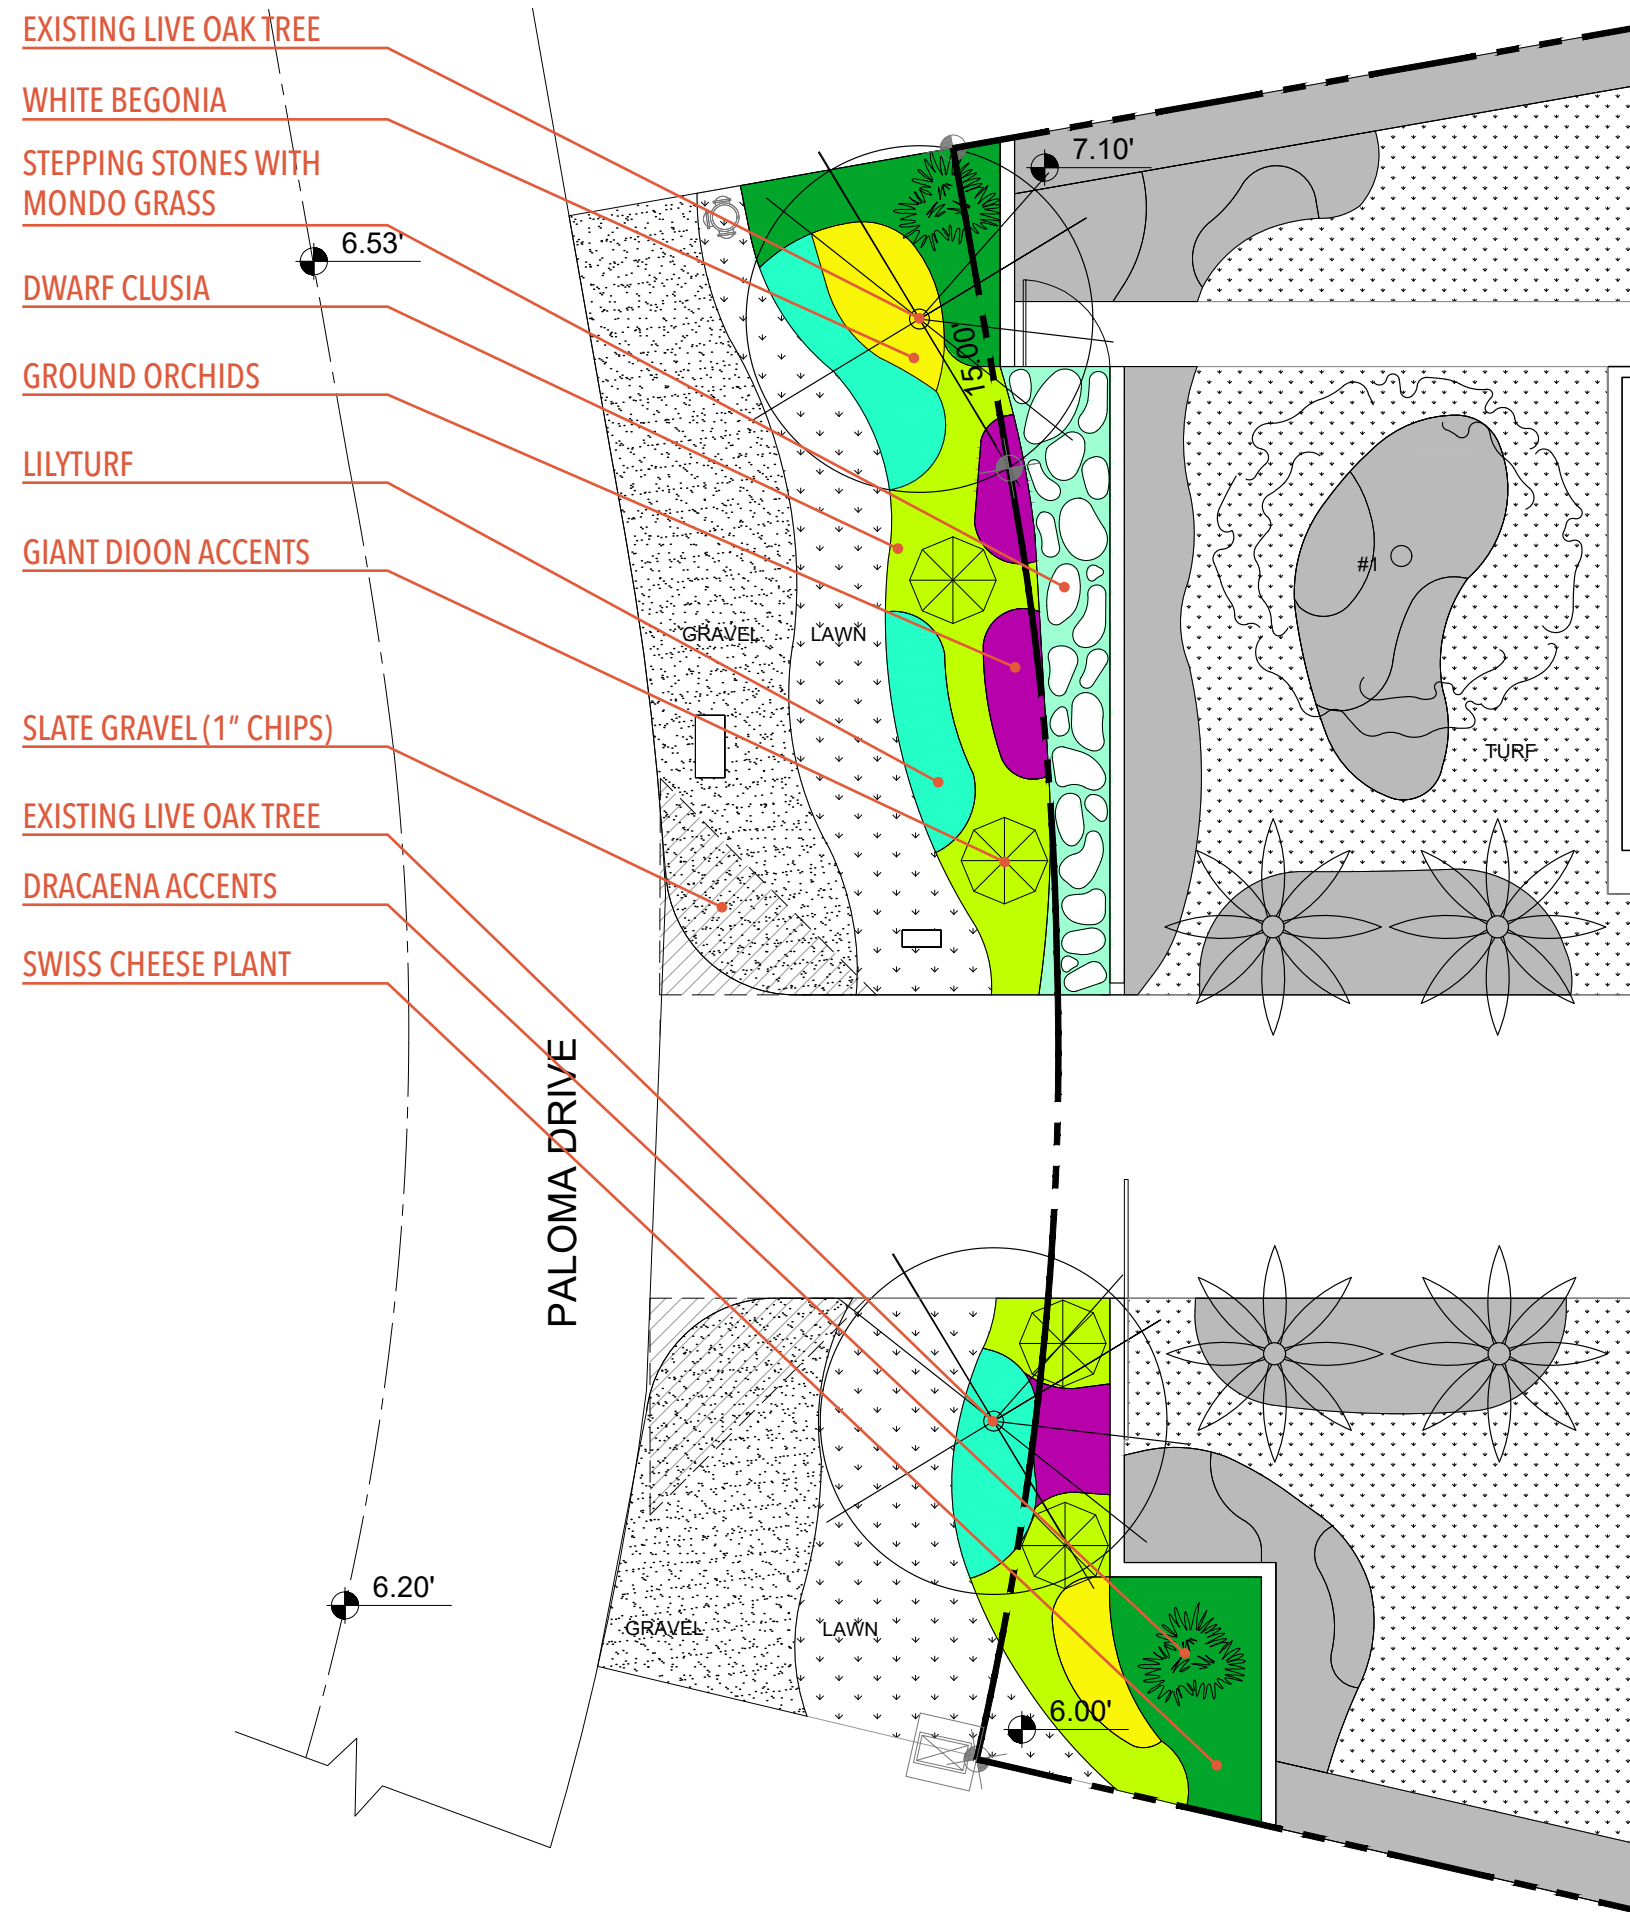 EXISTING LIVE OAK TREE
WHITE BEGONIA
STEPPING STONES WITH
MONDO GRASS
DWARF CLUSIA
GROUND ORCHIDS
LILYTURF
GIANT DIOON ACCENTS
SLATE GRAVEL (1" CHIPS)
EXISTING LIVE OAK TREE
DRACAENA ACCENTS
SWISS CHEESE PLANT
7.10'
6.53'
75.00'
#1
GRAVEL
LAWN
TURF
PALOMA DRIVE
6.20'
GRAVEL
LAWN
6.00'